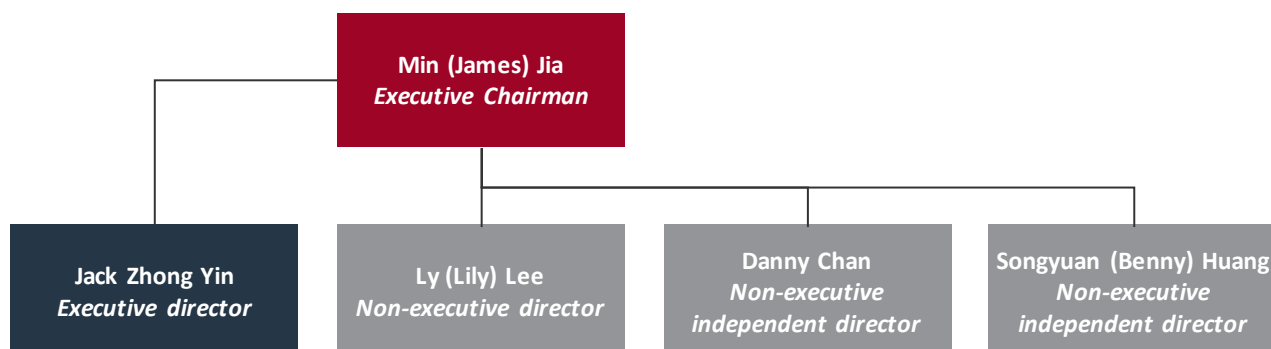 Min (James) Jia
Executive Chairman
Jack Zhong Yin
Executive director
Ly (Lily) Lee
Non-executive director
Danny Chan
Non-executive
independent director
Songyuan (Benny) Huang
Non-executive
independent director